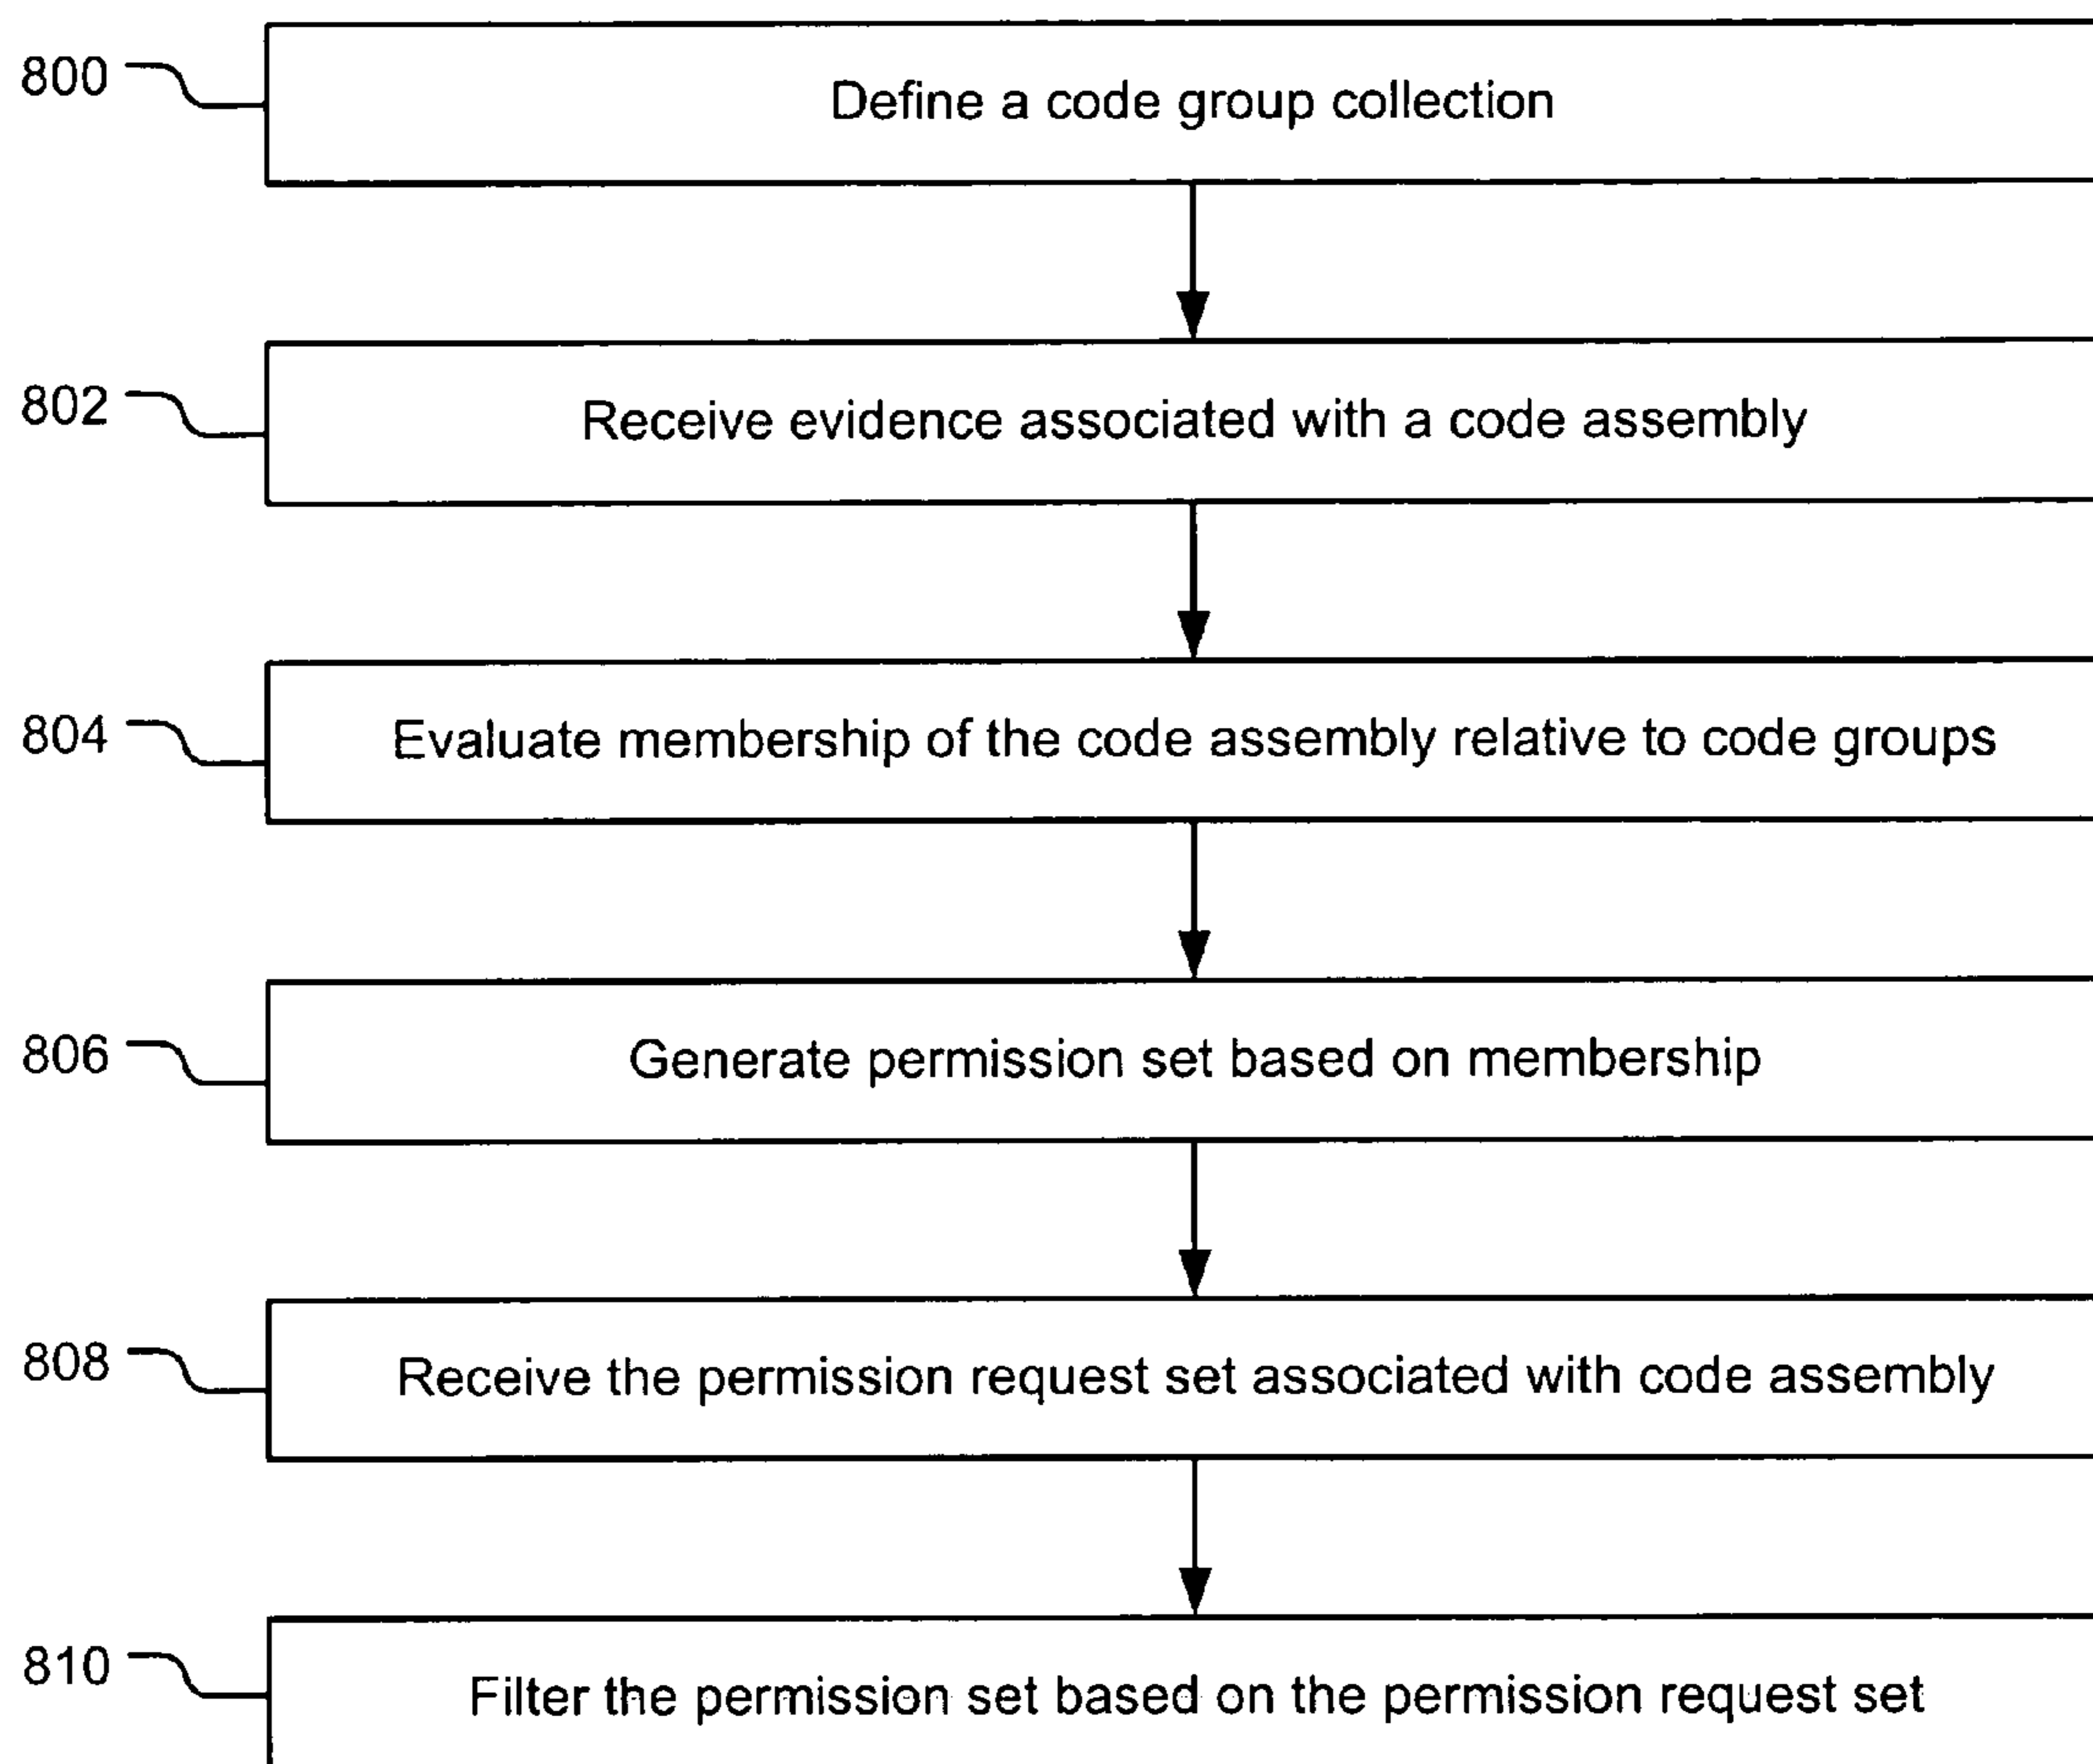 800
Define a code group collection
802
Receive evidence associated with a code assembly
804
Evaluate membership of the code assembly relative to code groups
806
Generate permission set based on membership
808
Receive the permission request set associated with code assembly
810
Filter the permission set based on the permission request set